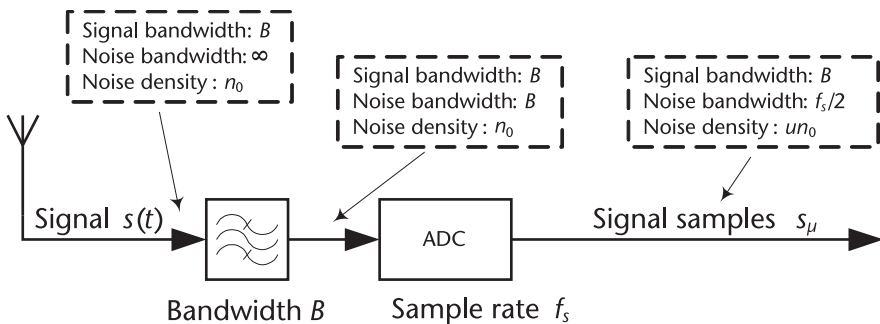 Signal bandwidth: B
Noise bandwidth: ∞
Noise density : n₀
Signal bandwidth: B
Noise bandwidth: B
Noise density : n₀
Signal bandwidth: B
Noise bandwidth: fₛ/2
Noise density : un₀
Signal s(t)
ADC
Signal samples s_μ
Bandwidth B
Sample rate fₛ